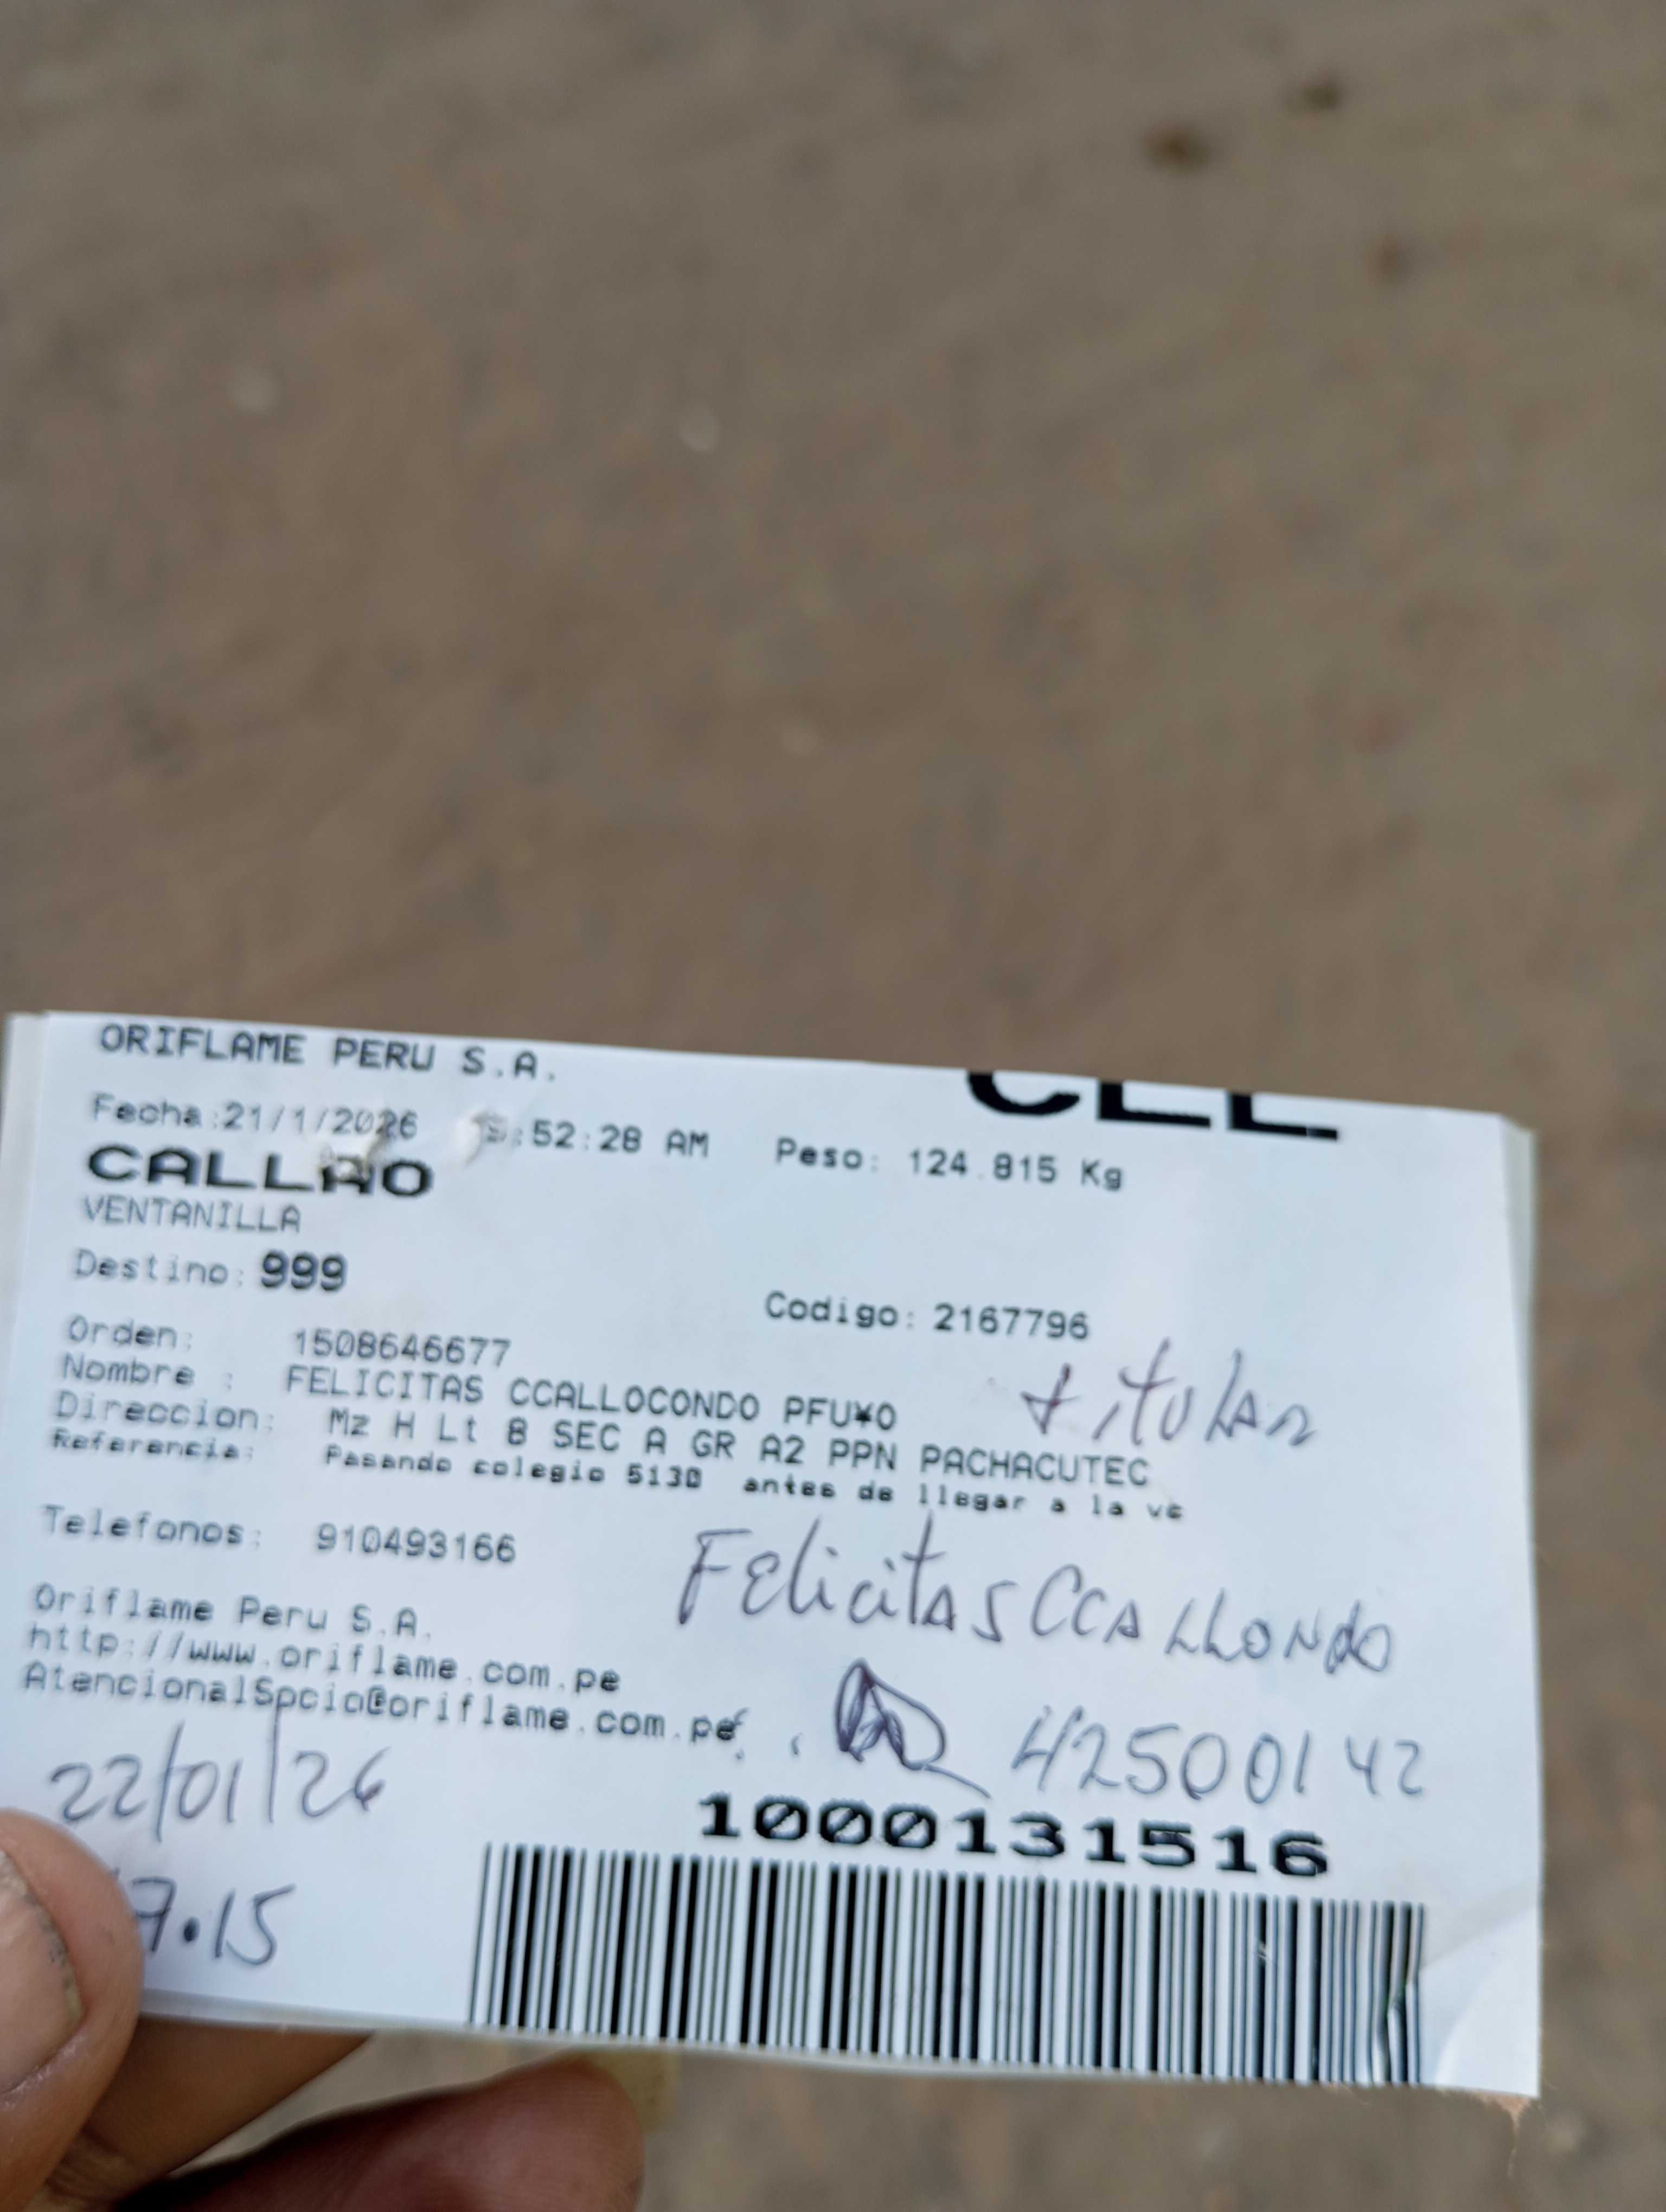 ORIFLAME PERU S.A.
CLL
Fecha:21/1/2026 :52:28 AM Peso: 124.815 Kg
CALLAO
VENTANILLA
Destino: 999
Codigo: 2167796
Orden: 1508646677
Nombre : FELICITAS CCALLOCONDO PFU¥O
titular
Direccion: Mz H Lt 8 SEC A GR A2 PPN PACHACUTEC
Referencia: Pasando colegio 5130 antes de llegar a la ve
Telefonos: 910493166
Felicitas CCALLONdo
Oriflame Peru S.A.
http://www.oriflame.com.pe
AtencionalSocio@oriflame.com.pe
42500142
22/01/26
1000131516
7.15